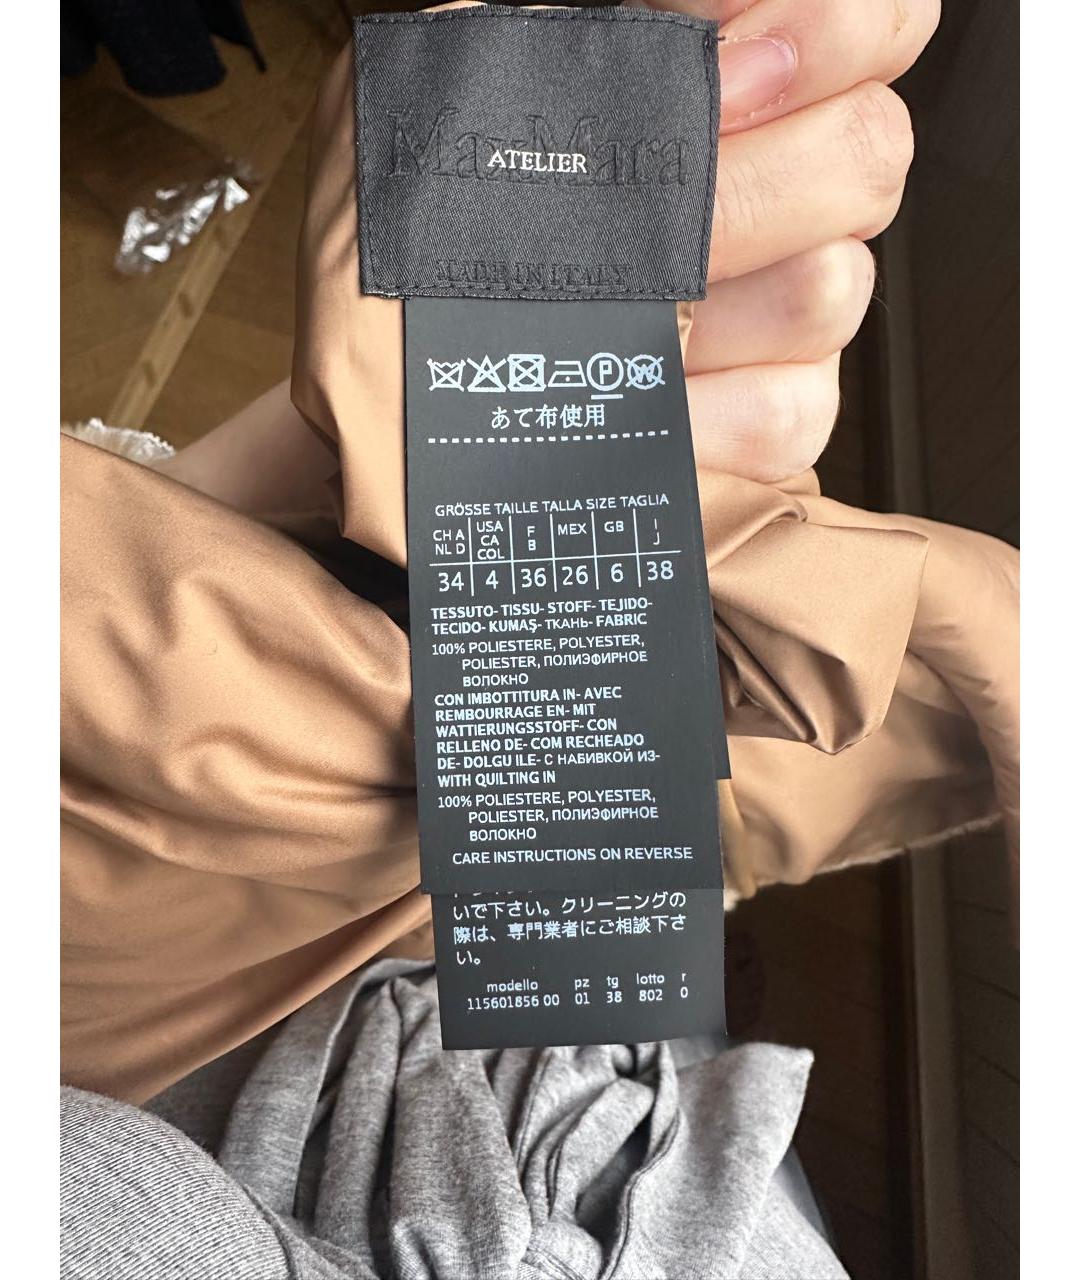 MaxMara
ATELIER
MADE IN ITALY
P W
あて布使用
GRÖSSE TAILLE TALLA SIZE TAGLIA
CH A NL D USA CA COL F B MEX GB I J
34 4 36 26 6 38
TESSUTO- TISSU- STOFF- TEJIDO-
TECIDO- KUMAŞ- ТКАНЬ- FABRIC
100% POLIESTERE, POLYESTER,
POLIESTER, ПОЛИЭФИРНОЕ
ВОЛОКНО
CON IMBOTTITURA IN- AVEC
REMBOURRAGE EN- MIT
WATTIERUNGSSTOFF- CON
RELLENO DE- COM RECHEADO
DE- DOLGU ILE- С НАБИВКОЙ ИЗ-
WITH QUILTING IN
100% POLIESTERE, POLYESTER,
POLIESTER, ПОЛИЭФИРНОЕ
ВОЛОКНО
CARE INSTRUCTIONS ON REVERSE
いで下さい。クリーニングの
際は、専門業者にご相談下さ
い。
modello pz tg lotto r
115601856 00 01 38 802 0